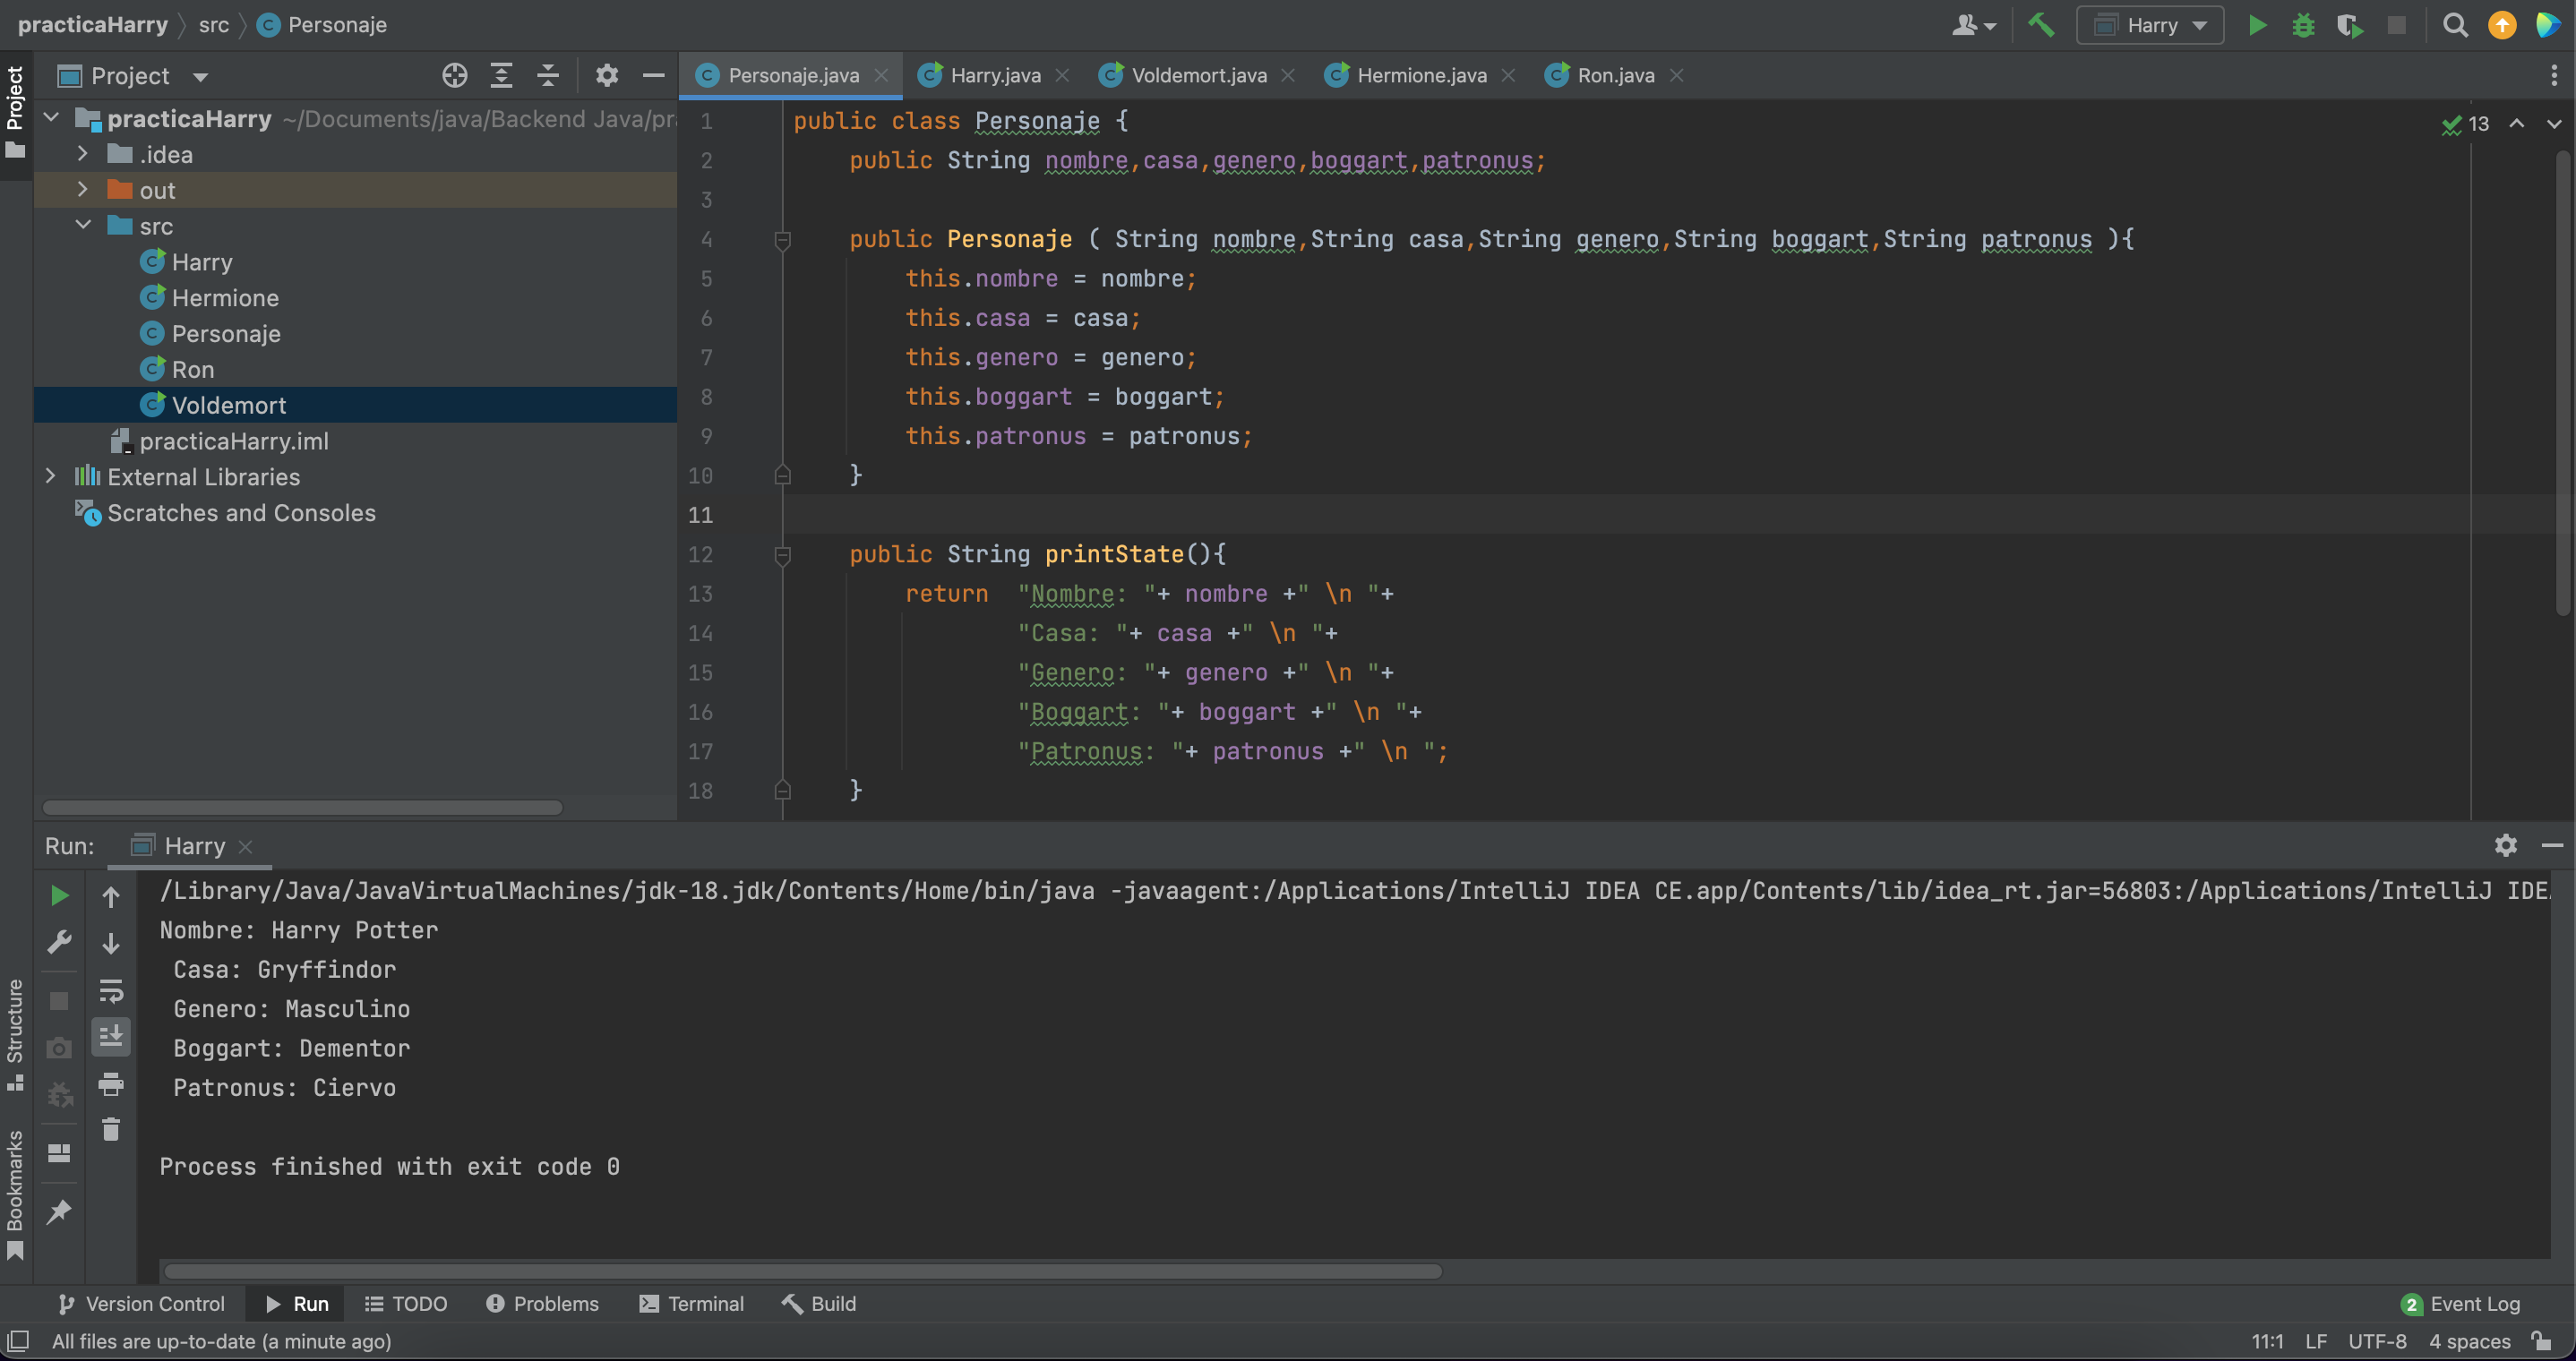 practicaHarry src Personaje
Harry
Project
Project
Personaje.java Harry.java Voldemort.java Hermione.java Ron.java
practicaHarry ~/Documents/java/Backend Java/pr
.idea
out
src
Harry
Hermione
Personaje
Ron
Voldemort
practicaHarry.iml
External Libraries
Scratches and Consoles
13
1 public class Personaje {
2 public String nombre,casa,genero,boggart,patronus;
3
4 public Personaje ( String nombre,String casa,String genero,String boggart,String patronus ){
5 this.nombre = nombre;
6 this.casa = casa;
7 this.genero = genero;
8 this.boggart = boggart;
9 this.patronus = patronus;
10 }
11
12 public String printState(){
13 return "Nombre: "+ nombre +" \n "+
14 "Casa: "+ casa +" \n "+
15 "Genero: "+ genero +" \n "+
16 "Boggart: "+ boggart +" \n "+
17 "Patronus: "+ patronus +" \n ";
18 }
Run: Harry
/Library/Java/JavaVirtualMachines/jdk-18.jdk/Contents/Home/bin/java -javaagent:/Applications/IntelliJ IDEA CE.app/Contents/lib/idea_rt.jar=56803:/Applications/IntelliJ IDEA
Nombre: Harry Potter
Casa: Gryffindor
Genero: Masculino
Boggart: Dementor
Patronus: Ciervo
Process finished with exit code 0
Structure
Bookmarks
Version Control Run TODO Problems Terminal Build 2 Event Log
All files are up-to-date (a minute ago) 11:1 LF UTF-8 4 spaces